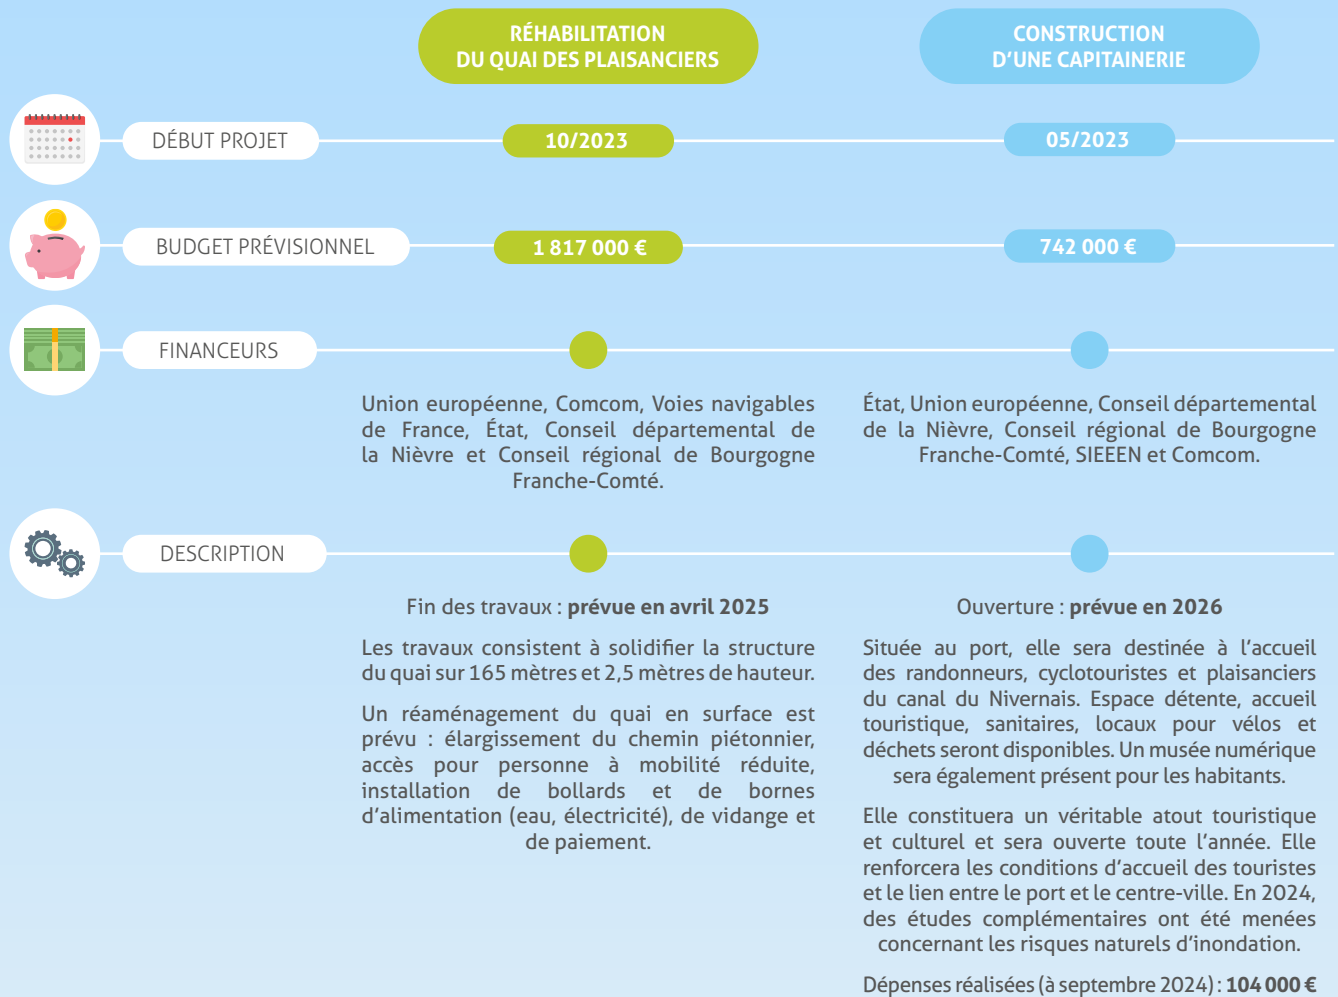 RÉHABILITATION
DU QUAI DES PLAISANCIERS
CONSTRUCTION
D’UNE CAPITAINERIE
DÉBUT PROJET
10/2023
05/2023
BUDGET PRÉVISIONNEL
1 817 000 €
742 000 €
FINANCEURS
Union européenne, Comcom, Voies navigables
de France, État, Conseil départemental de
la Nièvre et Conseil régional de Bourgogne
Franche-Comté.
État, Union européenne, Conseil départemental
de la Nièvre, Conseil régional de Bourgogne
Franche-Comté, SIEEEN et Comcom.
DESCRIPTION
Fin des travaux : prévue en avril 2025
Les travaux consistent à solidifier la structure
du quai sur 165 mètres et 2,5 mètres de hauteur.
Un réaménagement du quai en surface est
prévu : élargissement du chemin piétonnier,
accès pour personne à mobilité réduite,
installation de bollards et de bornes
d’alimentation (eau, électricité), de vidange et
de paiement.
Ouverture : prévue en 2026
Située au port, elle sera destinée à l’accueil
des randonneurs, cyclotouristes et plaisanciers
du canal du Nivernais. Espace détente, accueil
touristique, sanitaires, locaux pour vélos et
déchets seront disponibles. Un musée numérique
sera également présent pour les habitants.
Elle constituera un véritable atout touristique
et culturel et sera ouverte toute l’année. Elle
renforcera les conditions d’accueil des touristes
et le lien entre le port et le centre-ville. En 2024,
des études complémentaires ont été menées
concernant les risques naturels d’inondation.
Dépenses réalisées (à septembre 2024) : 104 000 €